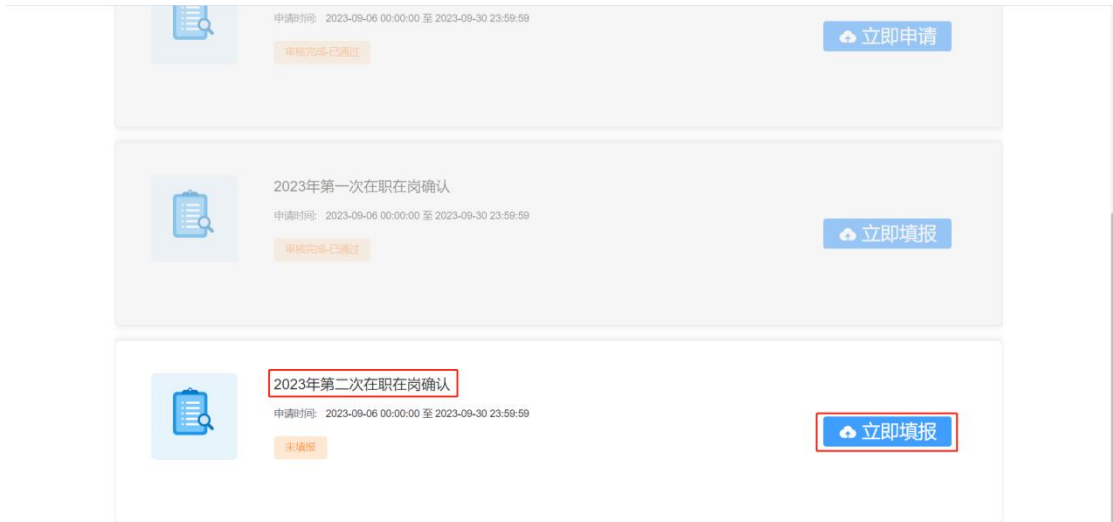 申请时间: 2023-09-06 00:00:00 至 2023-09-30 23:59:59
立即申请
审核完成-已通过
2023年第一次在职在岗确认
申请时间: 2023-09-06 00:00:00 至 2023-09-30 23:59:59
立即填报
审核完成-已通过
2023年第二次在职在岗确认
申请时间: 2023-09-06 00:00:00 至 2023-09-30 23:59:59
立即填报
未填报